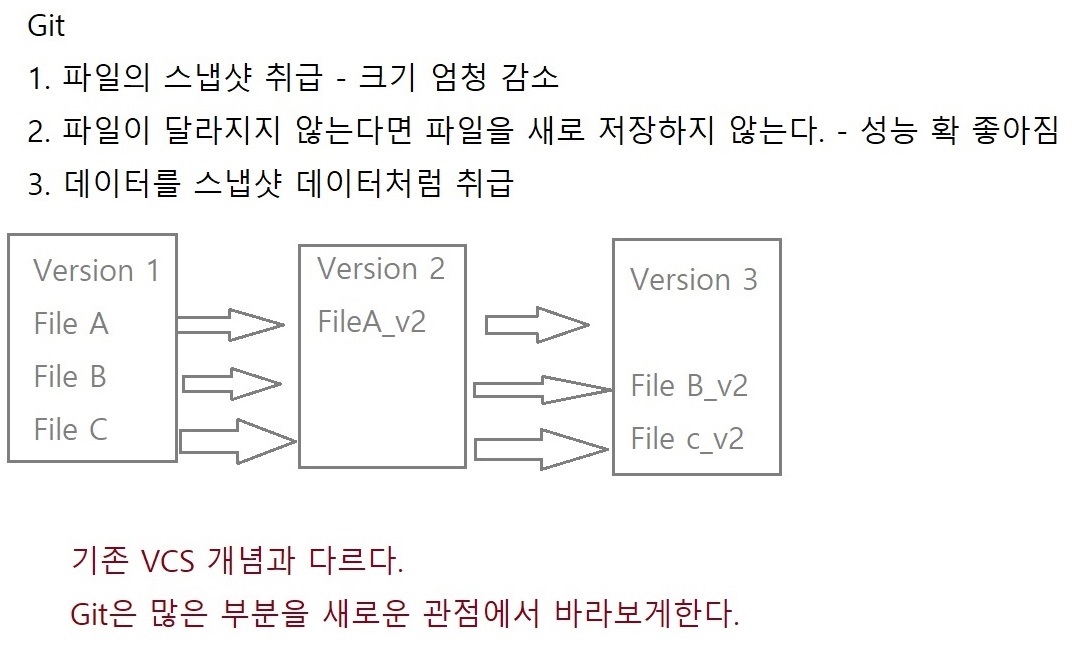 Git
1. 파일의 스냅샷 취급 - 크기 엄청 감소
2. 파일이 달라지지 않는다면 파일을 새로 저장하지 않는다. - 성능 확 좋아짐
3. 데이터를 스냅샷 데이터처럼 취급
Version 1
File A
File B
File C
Version 2
FileA_v2
Version 3
File B_v2
File c_v2
기존 VCS 개념과 다르다.
Git은 많은 부분을 새로운 관점에서 바라보게한다.